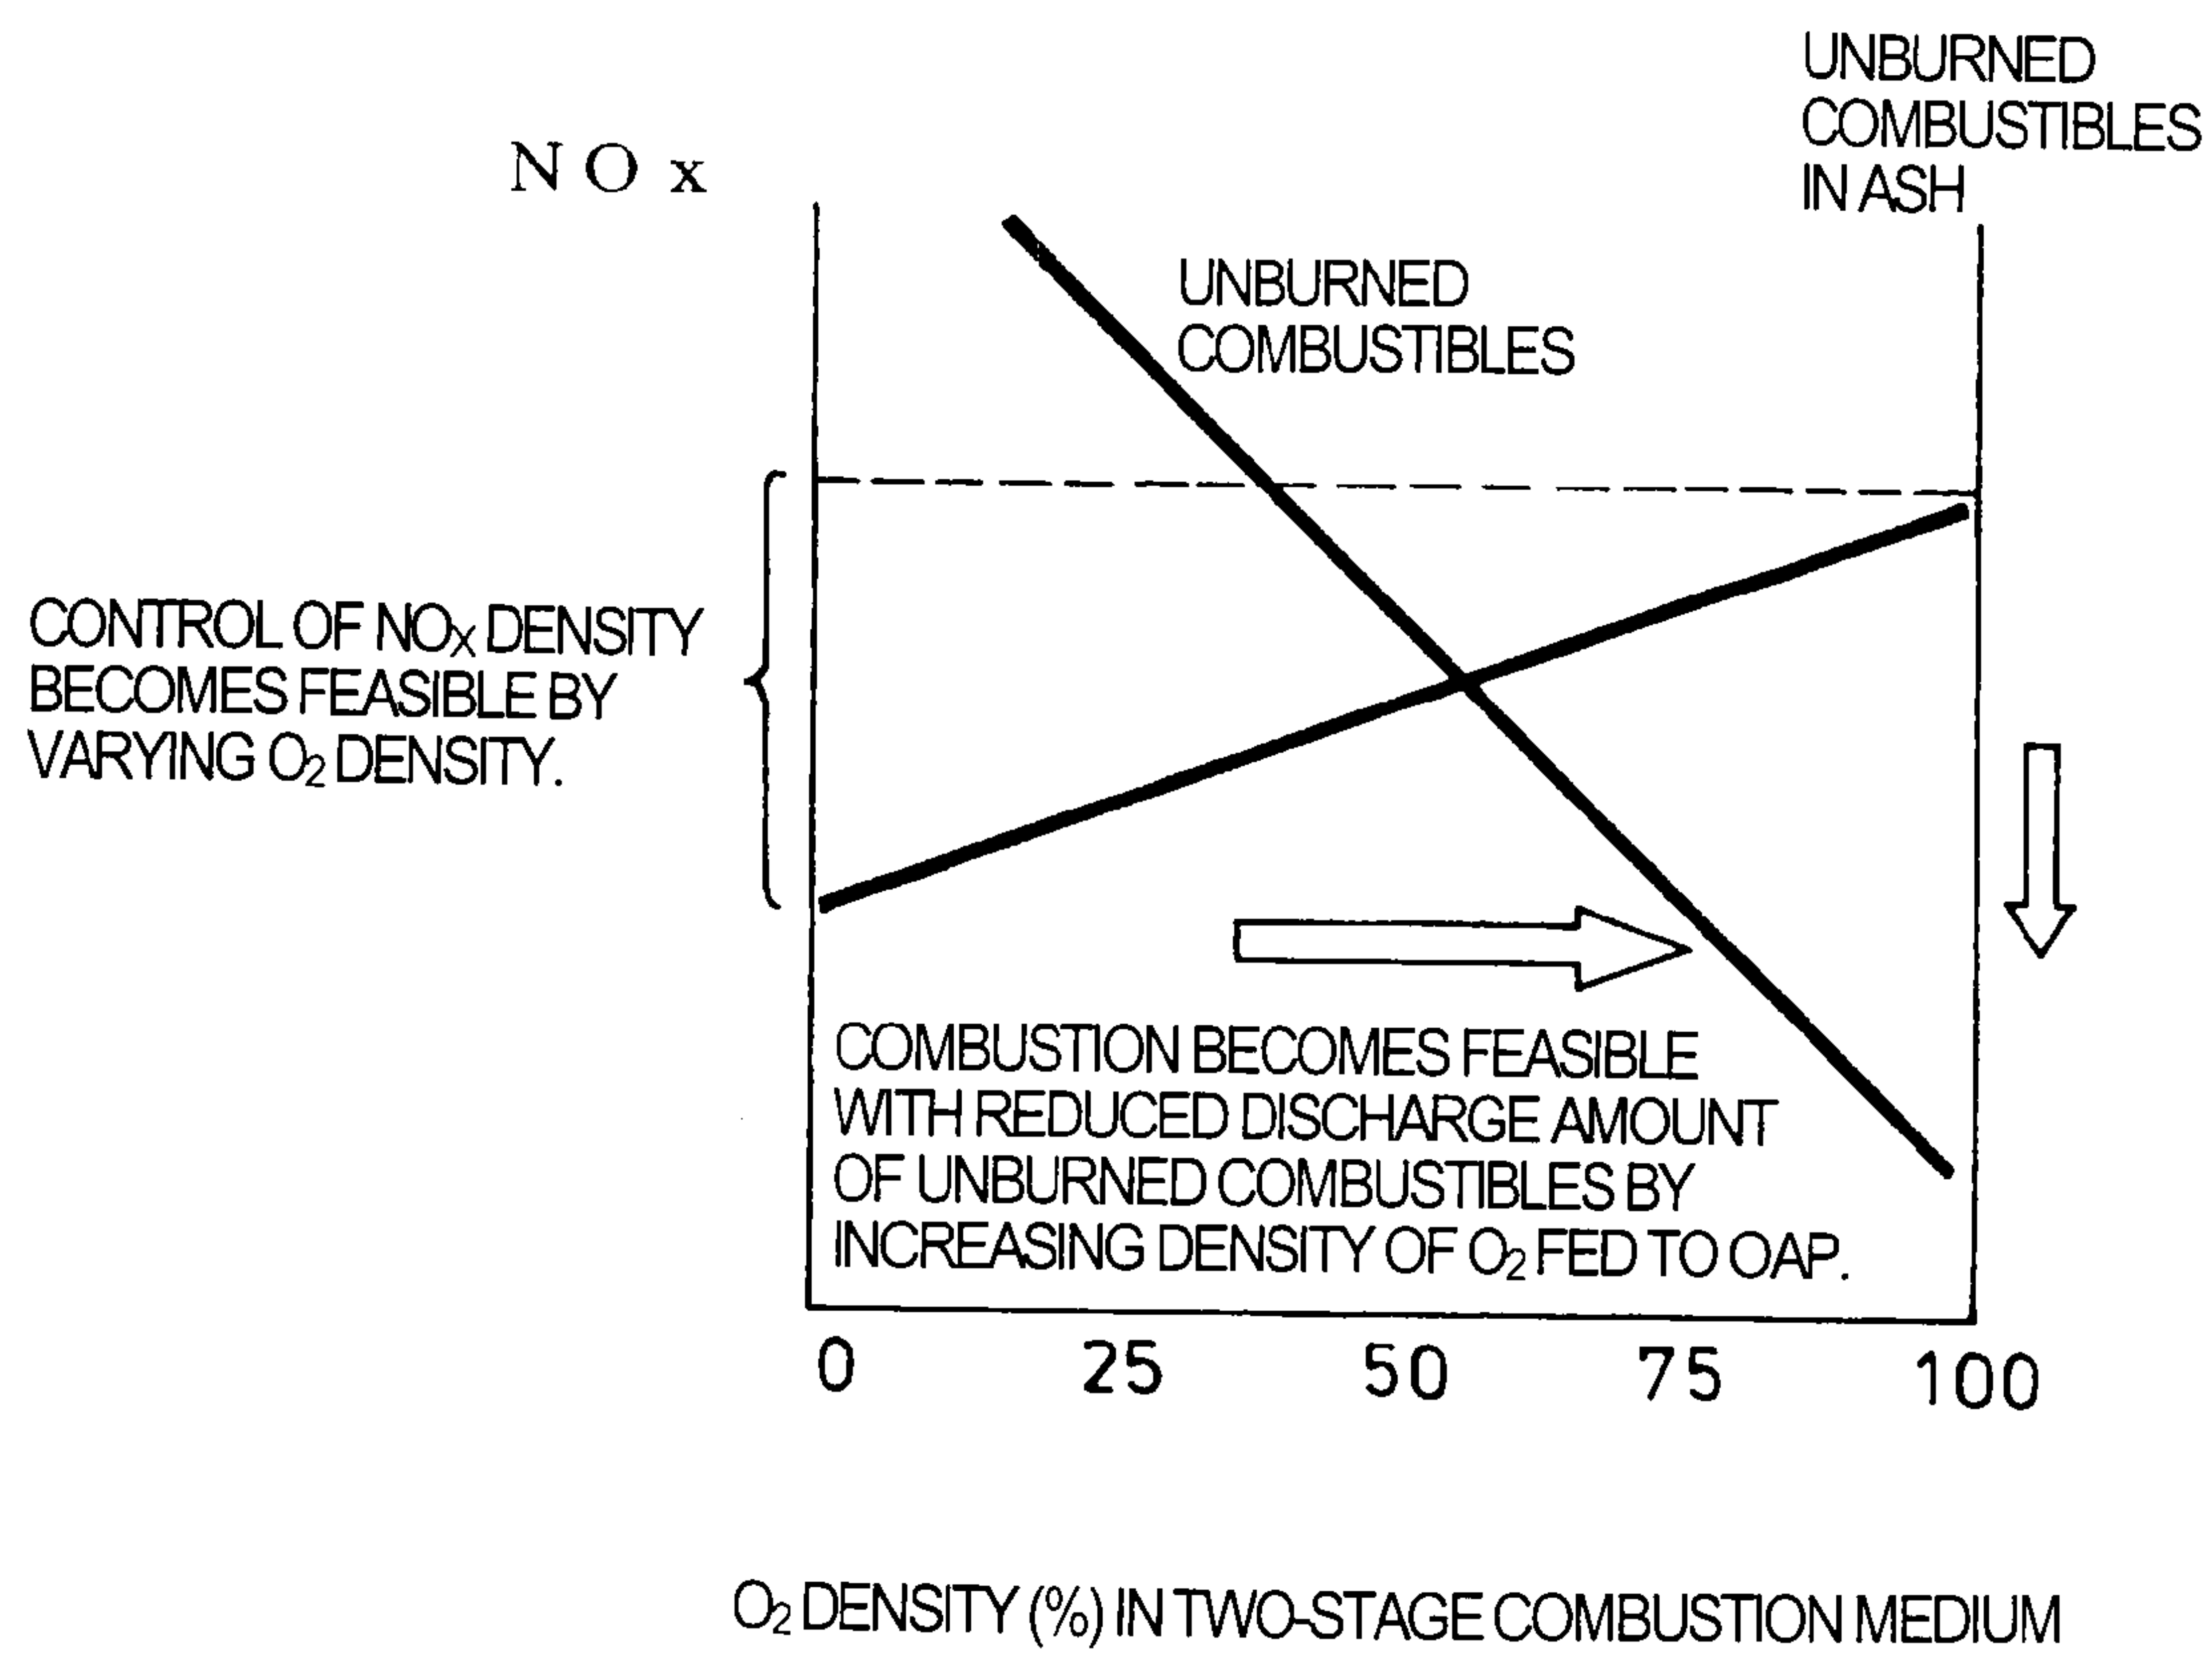 NOx
UNBURNED
COMBUSTIBLES
IN ASH
UNBURNED
COMBUSTIBLES
CONTROL OF NOX DENSITY
BECOMES FEASIBLE BY
VARYING O2 DENSITY.
COMBUSTION BECOMES FEASIBLE
WITH REDUCED DISCHARGE AMOUNT
OF UNBURNED COMBUSTIBLES BY
INCREASING DENSITY OF O2 FED TO OAP.
0 25 50 75 100
O2 DENSITY (%) IN TWO-STAGE COMBUSTION MEDIUM